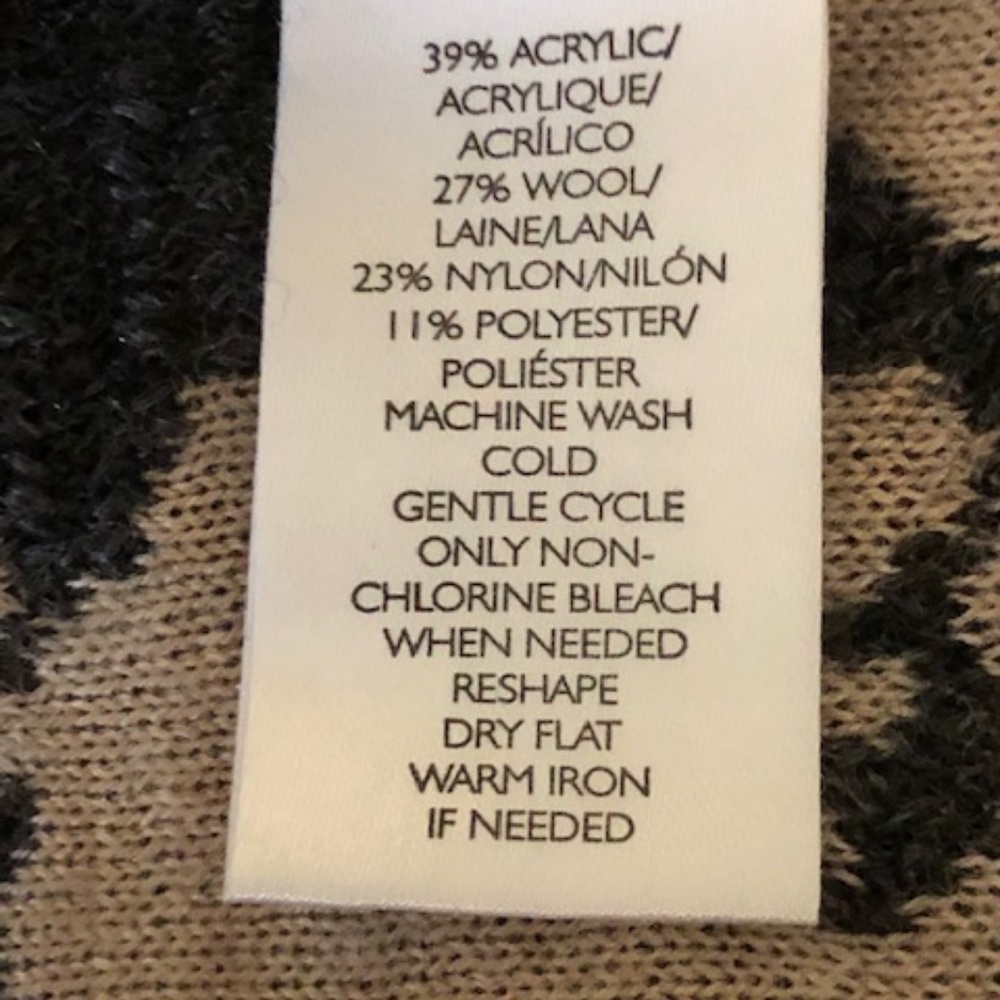 39% ACRYLIC/
ACRYLIQUE/
ACRÍLICO
27% WOOL/
LAINE/LANA
23% NYLON/NILÓN
11% POLYESTER/
POLIÉSTER
MACHINE WASH
COLD
GENTLE CYCLE
ONLY NON-
CHLORINE BLEACH
WHEN NEEDED
RESHAPE
DRY FLAT
WARM IRON
IF NEEDED